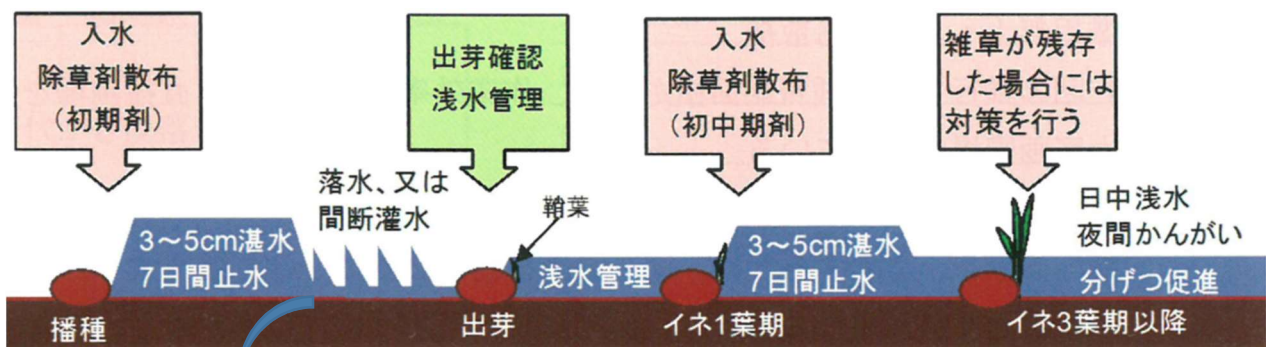 入水
除草剤散布
（初期剤）
出芽確認
浅水管理
入水
除草剤散布
（初中期剤）
雑草が残存
した場合には
対策を行う
落水、又は
間断灌水
鞘葉
日中浅水
夜間かんがい
3～5cm湛水
7日間止水
浅水管理
3～5cm湛水
7日間止水
分げつ促進
播種
出芽
イネ1葉期
イネ3葉期以降